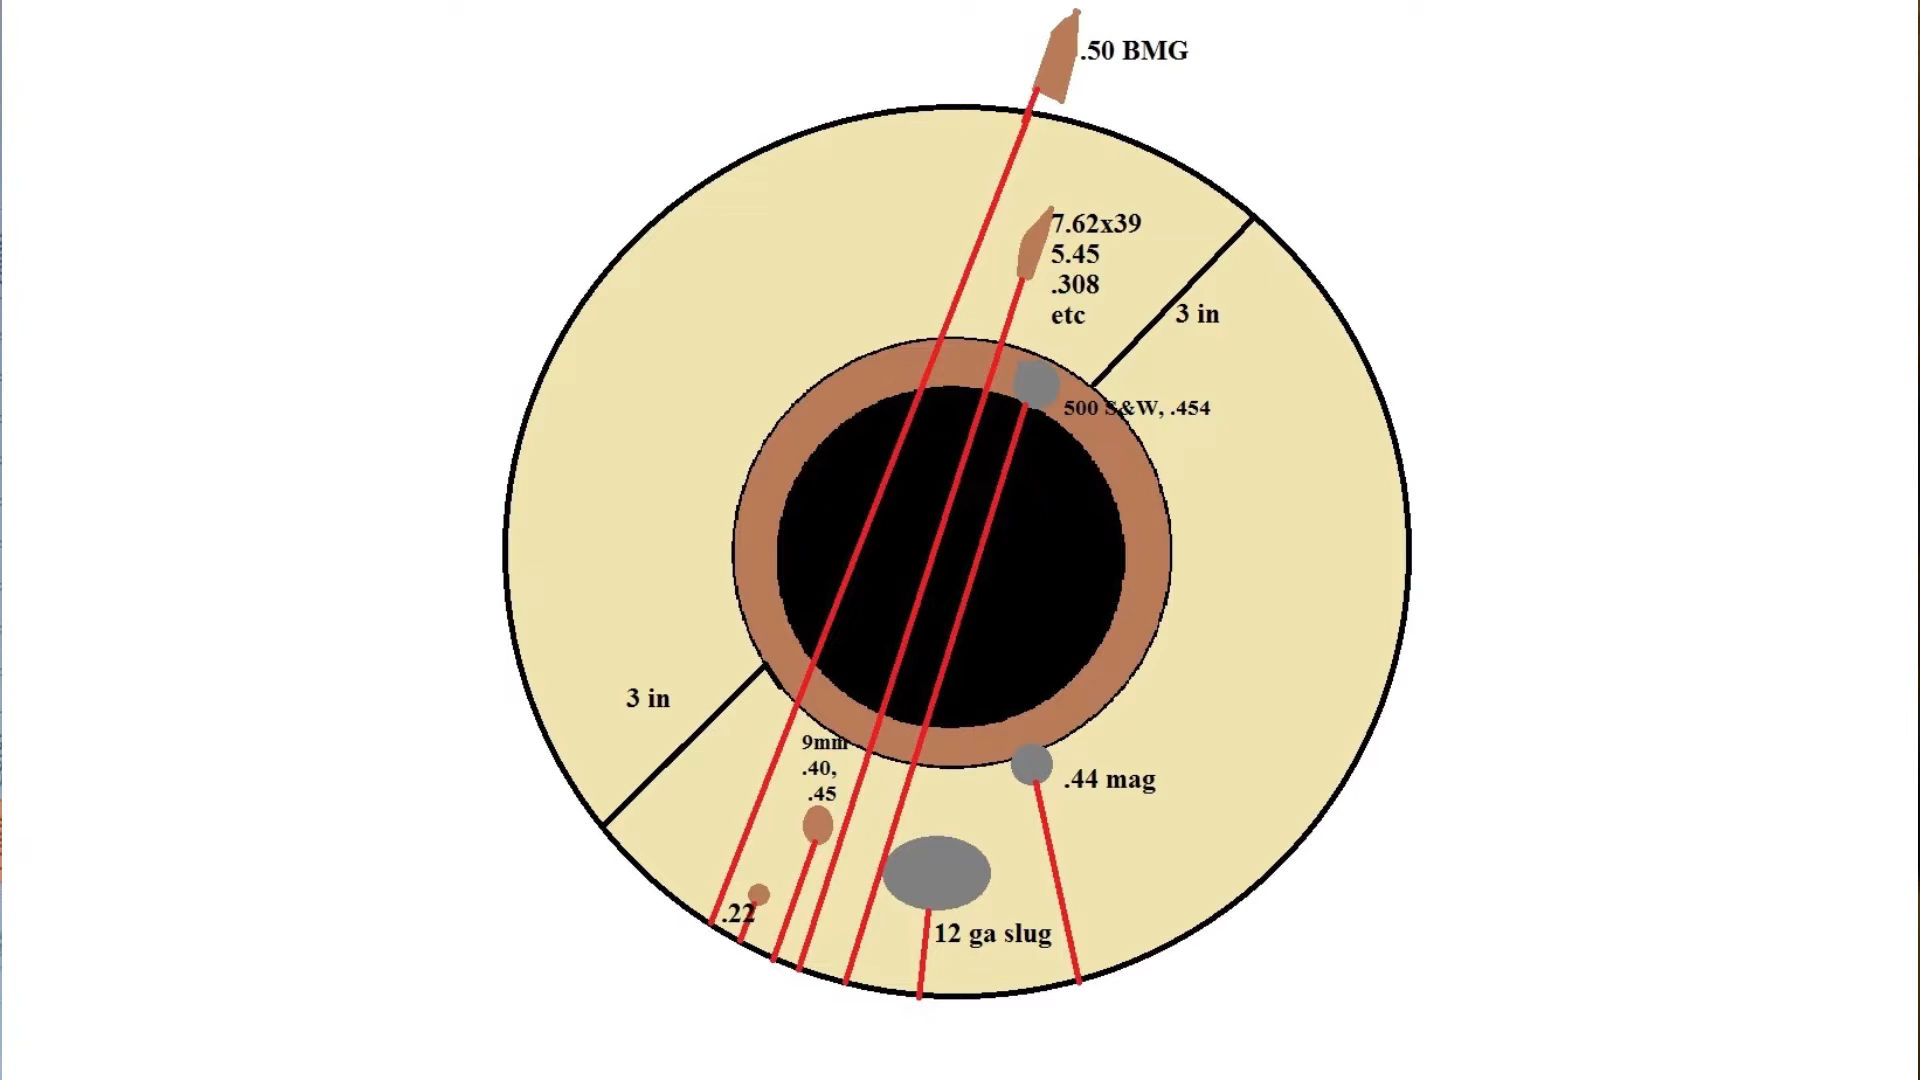 .50 BMG
7.62x39
5.45
.308
etc
3 in
500 S&W, .454
3 in
9mm
.40,
.45
.44 mag
.22
12 ga slug